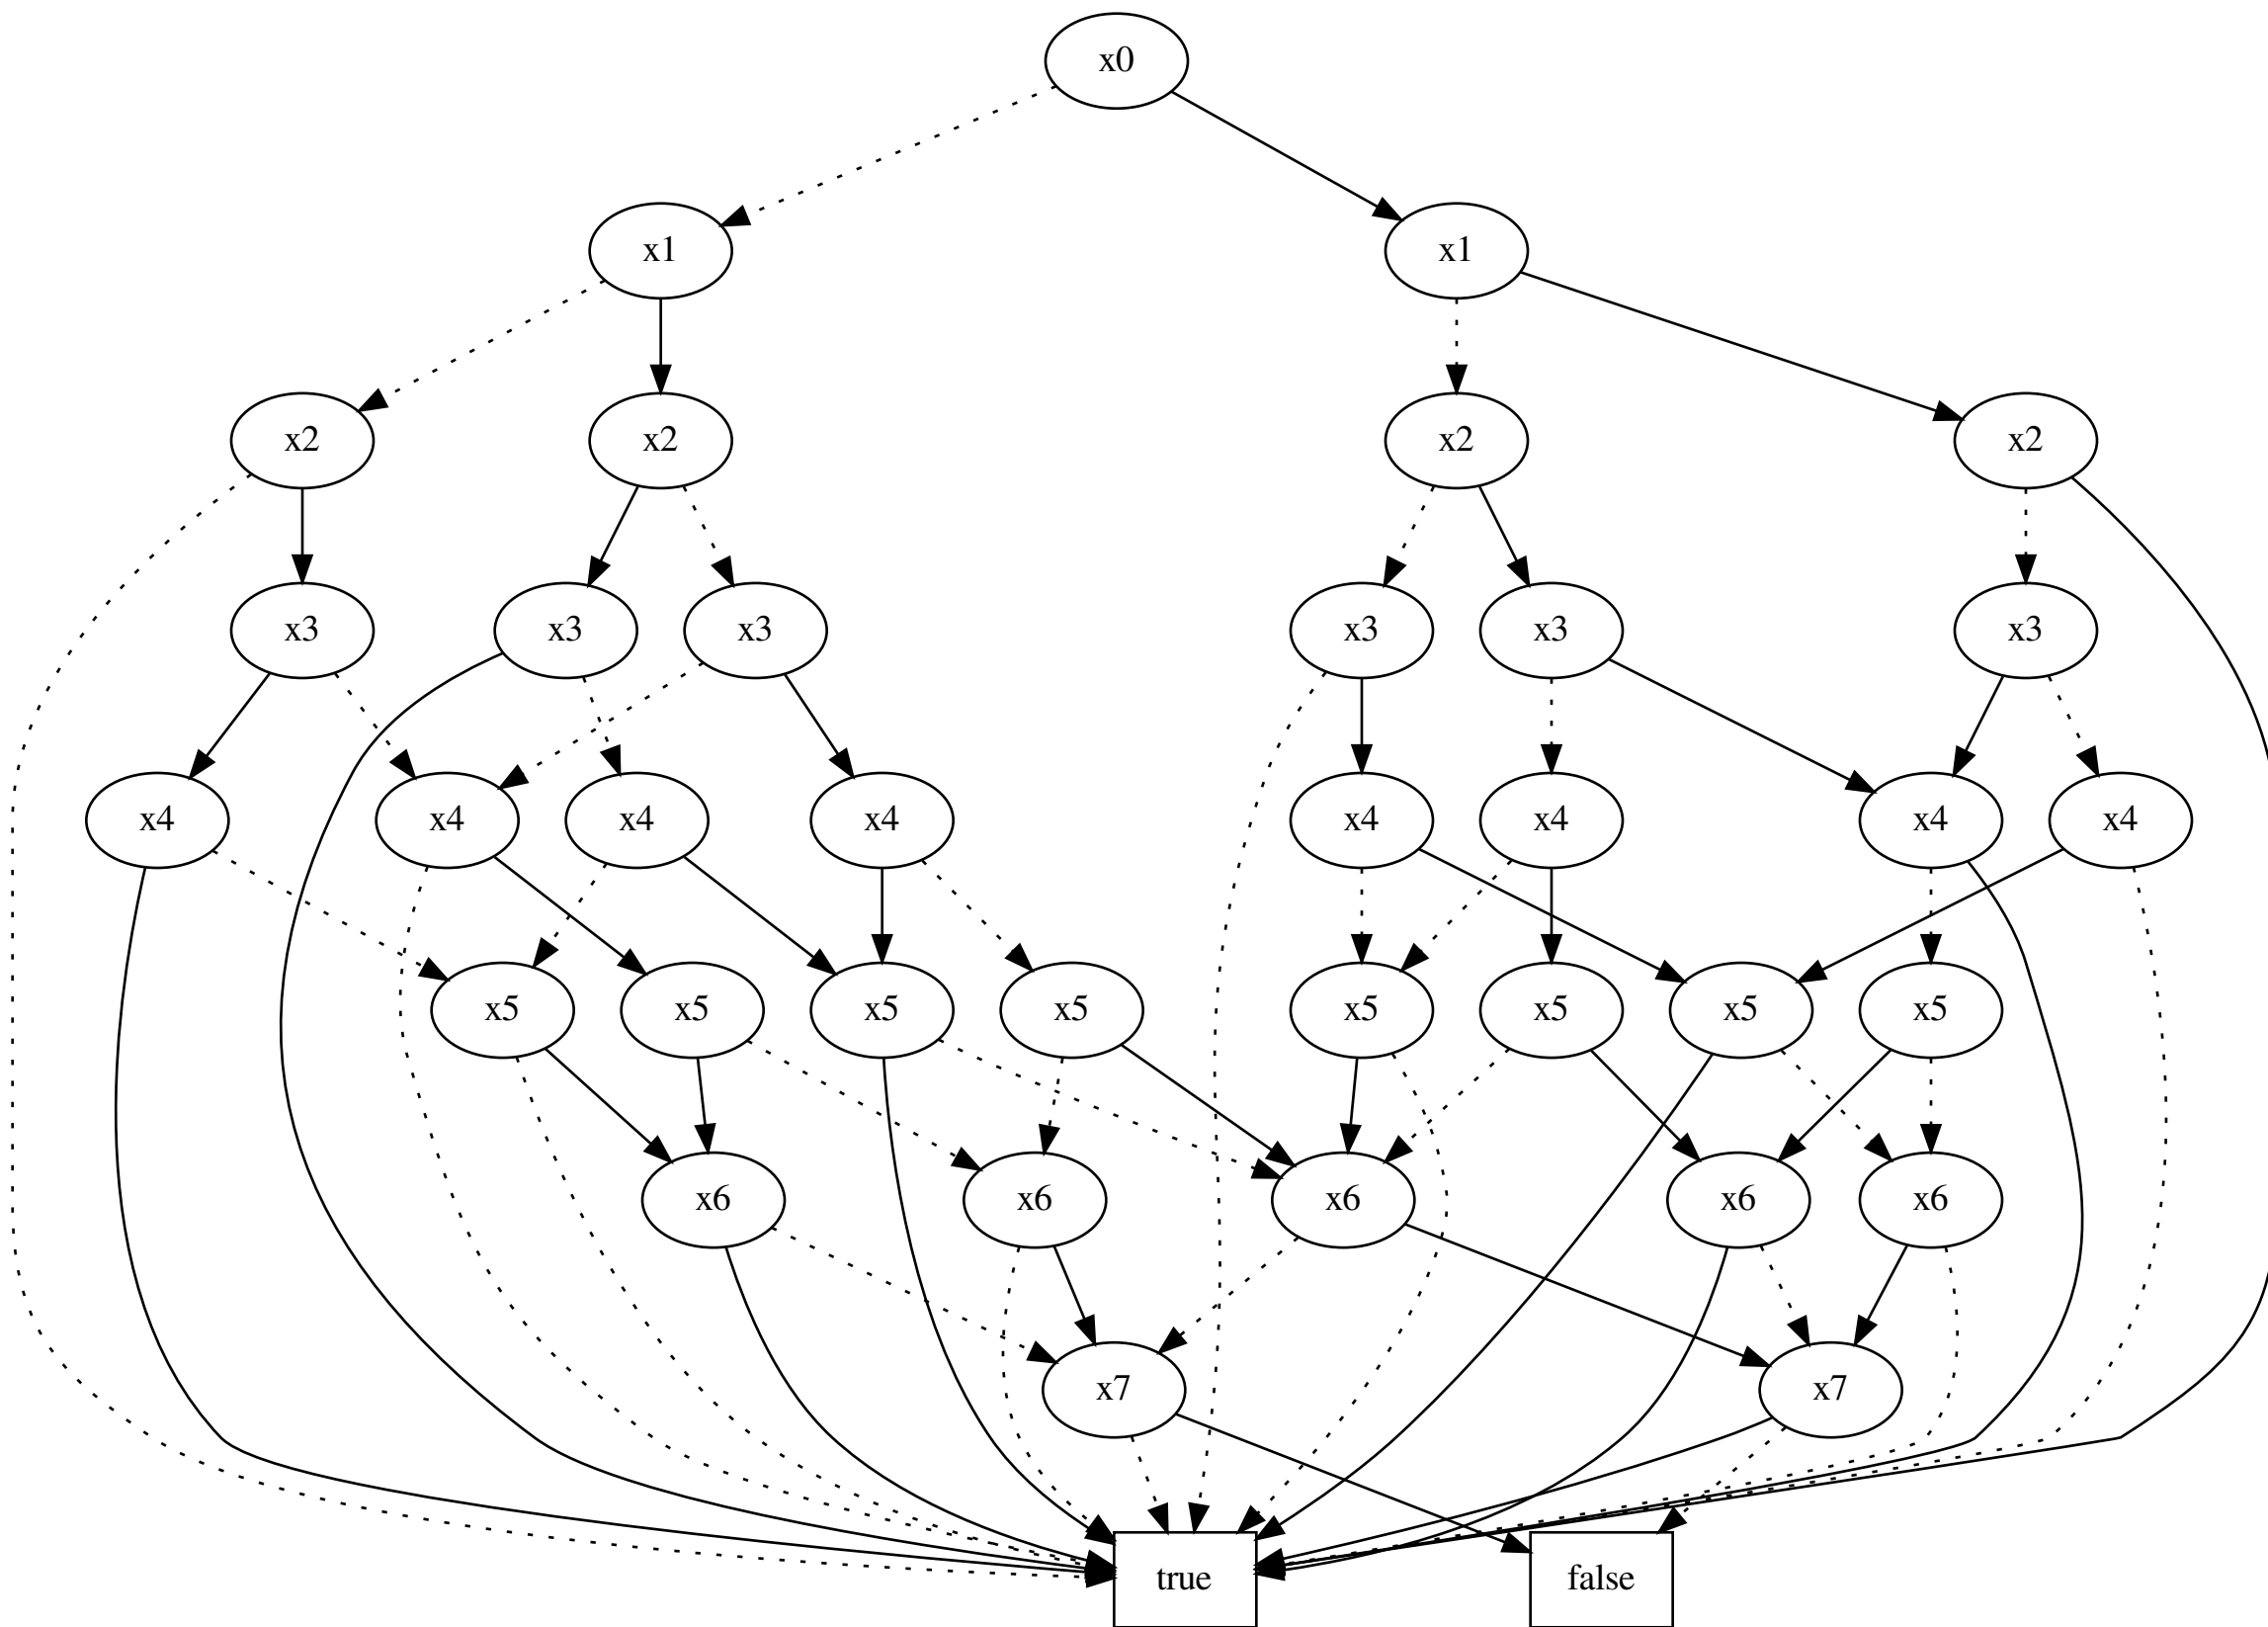 x0
x1 x1
x2 x2 x2 x2
x3 x3 x3 x3 x3 x3
x4 x4 x4 x4 x4 x4 x4 x4
x5 x5 x5 x5 x5 x5 x5 x5
x6 x6 x6 x6 x6
x7 x7
true false